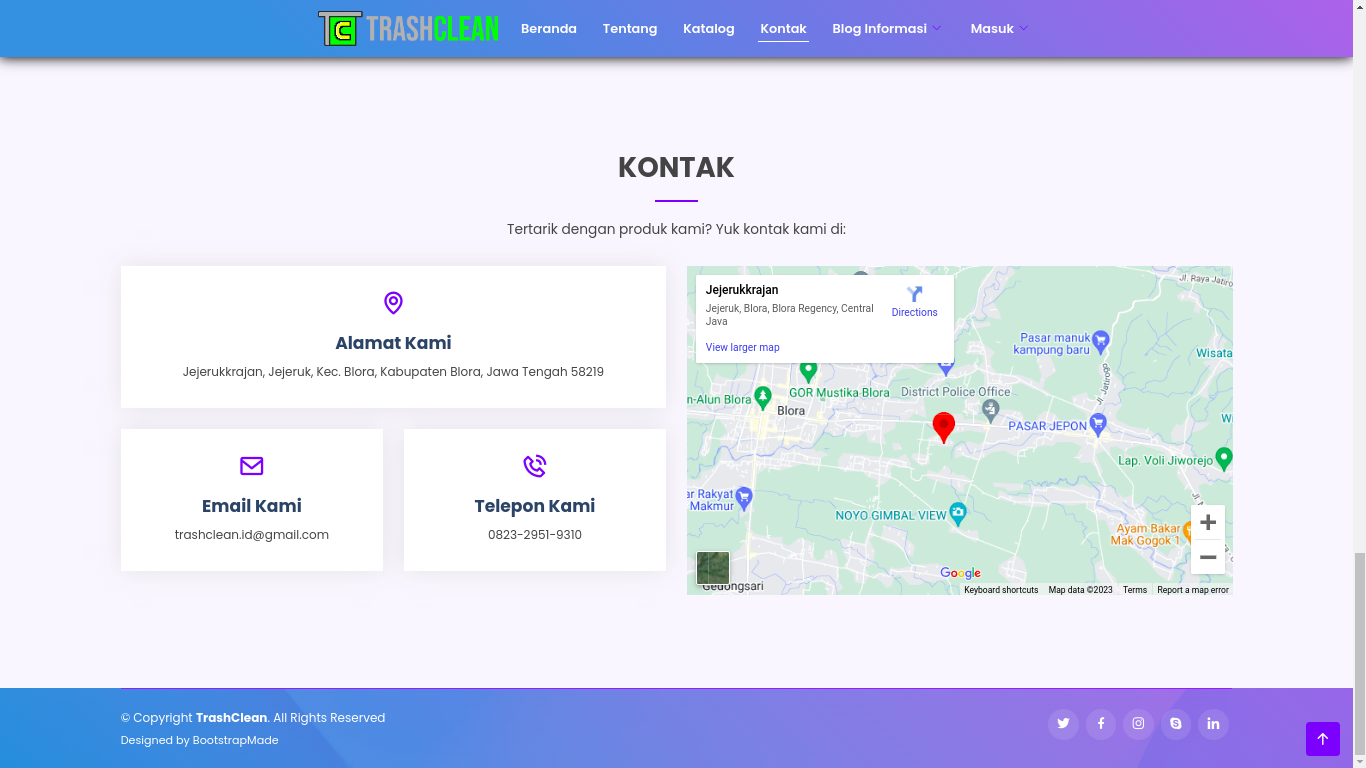 TC TRASHCLEAN Beranda Tentang Katalog Kontak Blog Informasi Masuk
KONTAK
Tertarik dengan produk kami? Yuk kontak kami di:
Alamat Kami
Jejerukkrajan, Jejeruk, Kec. Blora, Kabupaten Blora, Jawa Tengah 58219
Email Kami
trashclean.id@gmail.com
Telepon Kami
0823-2951-9310
Jejerukkrajan
Jejeruk, Blora, Blora Regency, Central
Java
Directions
View larger map
Jl. Raya Jatiro
Pasar manuk
kampung baru
Wisata
Jl. Jatirogo
GOR Mustika Blora
District Police Office
n-Alun Blora
Blora
PASAR JEPON
Wi
Lap. Voli Jiworejo
ar Rakyat
Makmur
NOYO GIMBAL VIEW
Ayam Bakar
Mak Gogok 1
Gedongsari
Google
Keyboard shortcuts Map data ©2023 Terms Report a map error
© Copyright TrashClean. All Rights Reserved
Designed by BootstrapMade